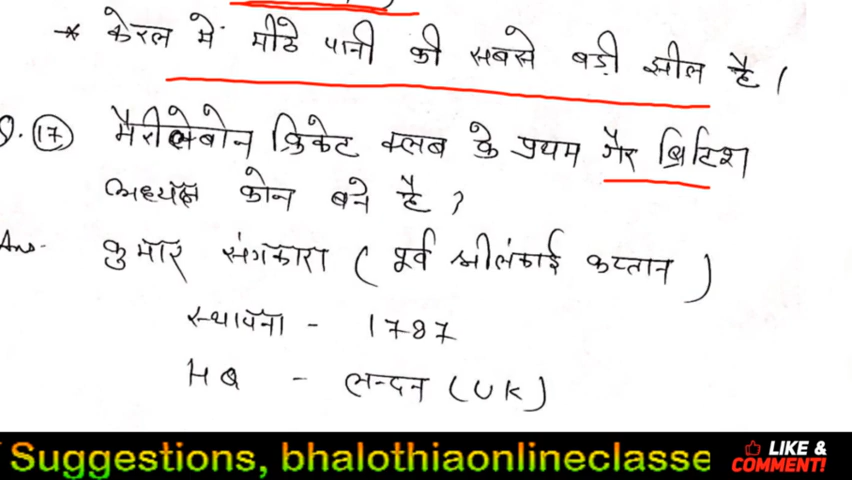 * केरल में मीठे पानी की सबसे बड़ी झील है।
Q. 17 मैरीलेबोन क्रिकेट क्लब के प्रथम गैर ब्रिटिश
अध्यक्ष कोन बने है?
Ans. कुमार संगकारा (पूर्व श्रीलंकाई कप्तान)
स्थापना - 1787
HQ - लन्दन (UK)
Suggestions, bhalothiaonlineclasse
LIKE &
COMMENT!